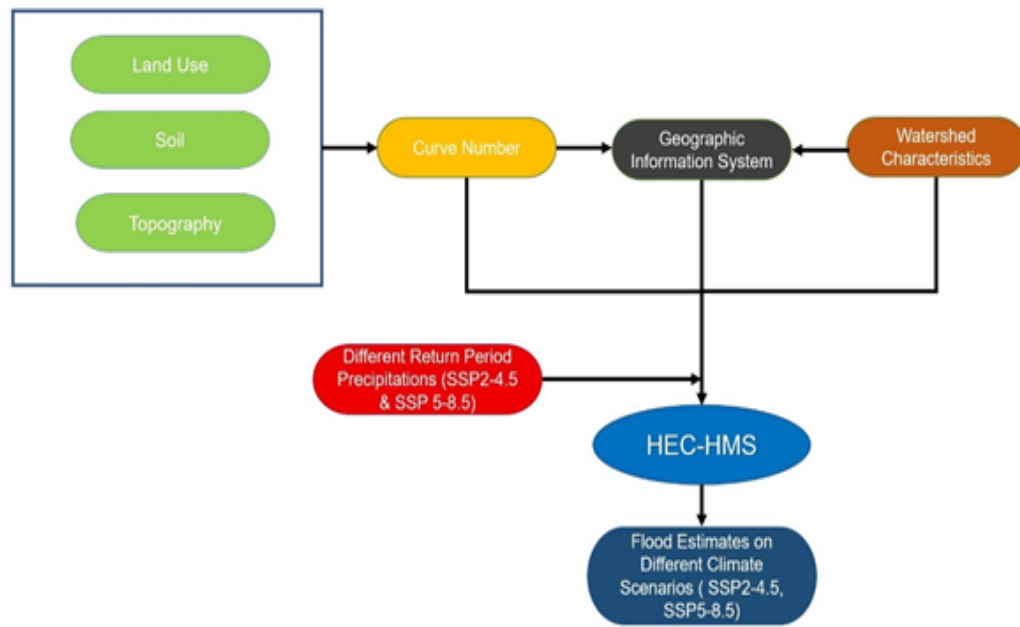 Land Use
Soil
Topography
Curve Number
Geographic
Information System
Watershed
Characteristics
Different Return Period
Precipitations (SSP2-4.5
& SSP 5-8.5)
HEC-HMS
Flood Estimates on
Different Climate
Scenarios ( SSP2-4.5,
SSP5-8.5)